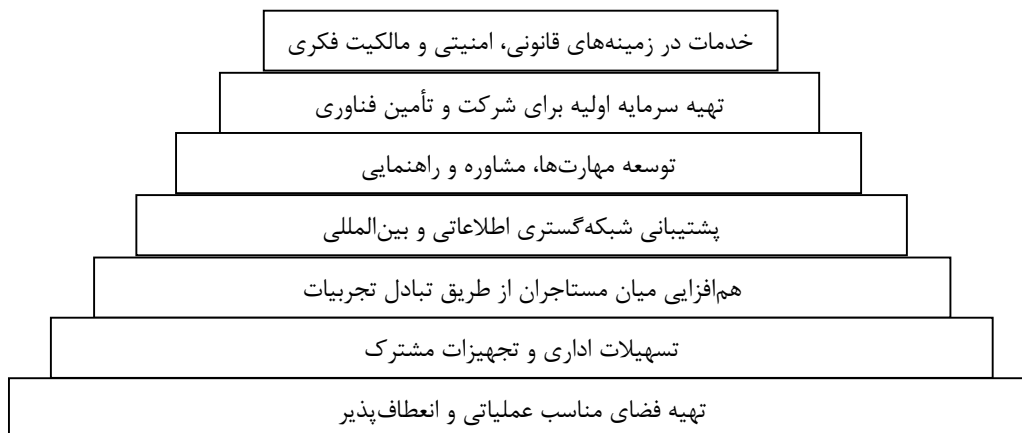 خدمات در زمینه‌های قانونی، امنیتی و مالکیت فکری
تهیه سرمایه اولیه برای شرکت و تأمین فناوری
توسعه مهارت‌ها، مشاوره و راهنمایی
پشتیبانی شبکه‌گستری اطلاعاتی و بین‌المللی
هم‌افزایی میان مستاجران از طریق تبادل تجربیات
تسهیلات اداری و تجهیزات مشترک
تهیه فضای مناسب عملیاتی و انعطاف‌پذیر